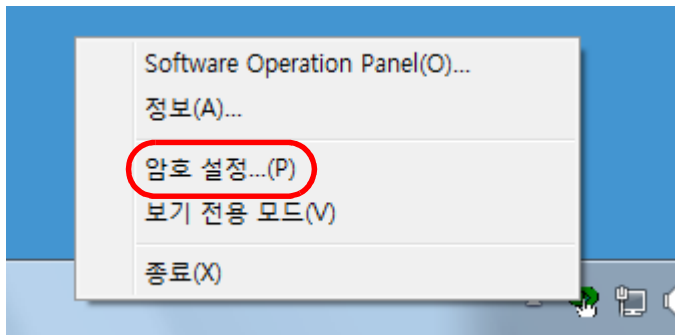 Software Operation Panel(O)...
정보(A)...
암호 설정...(P)
보기 전용 모드(V)
종료(X)